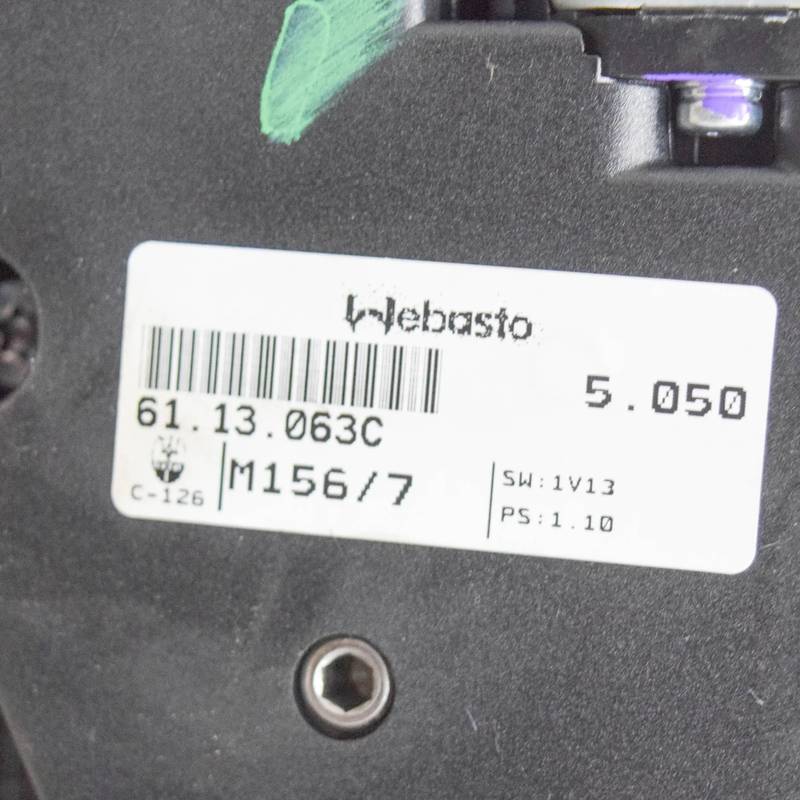 Webasto
5.050
61.13.063C
C-126
M156/7
SW:1V13
PS:1.10